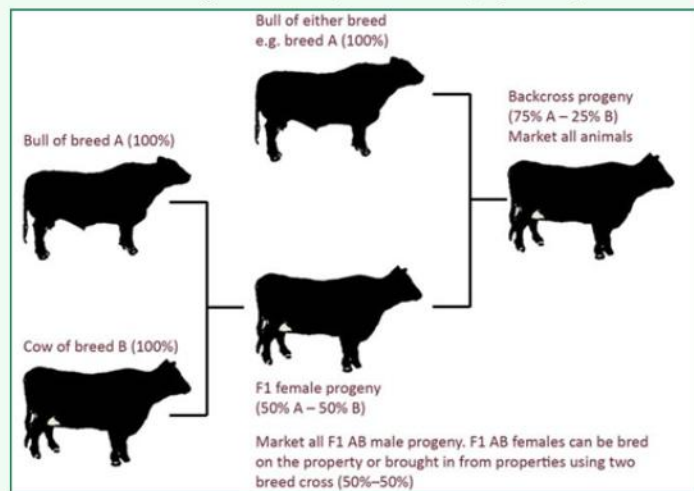 Bull of either breed
e.g. breed A (100%)
Backcross progeny
(75% A – 25% B)
Market all animals
Bull of breed A (100%)
Cow of breed B (100%)
F1 female progeny
(50% A – 50% B)
Market all F1 AB male progeny. F1 AB females can be bred
on the property or brought in from properties using two
breed cross (50%–50%)